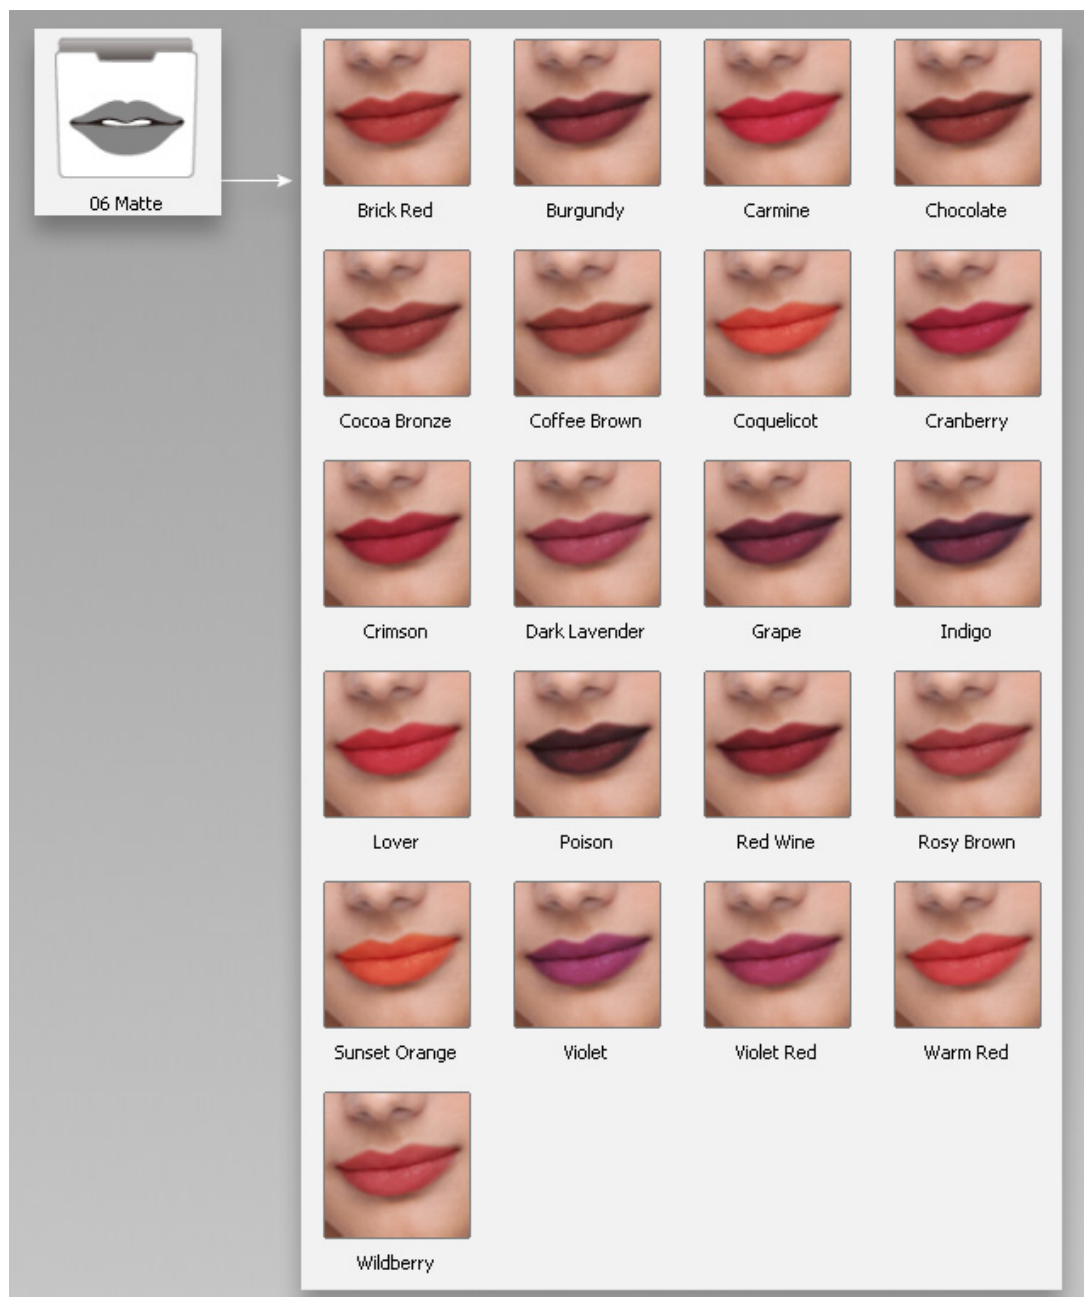 06 Matte
Brick Red
Burgundy
Carmine
Chocolate
Cocoa Bronze
Coffee Brown
Coquelicot
Cranberry
Crimson
Dark Lavender
Grape
Indigo
Lover
Poison
Red Wine
Rosy Brown
Sunset Orange
Violet
Violet Red
Warm Red
Wildberry